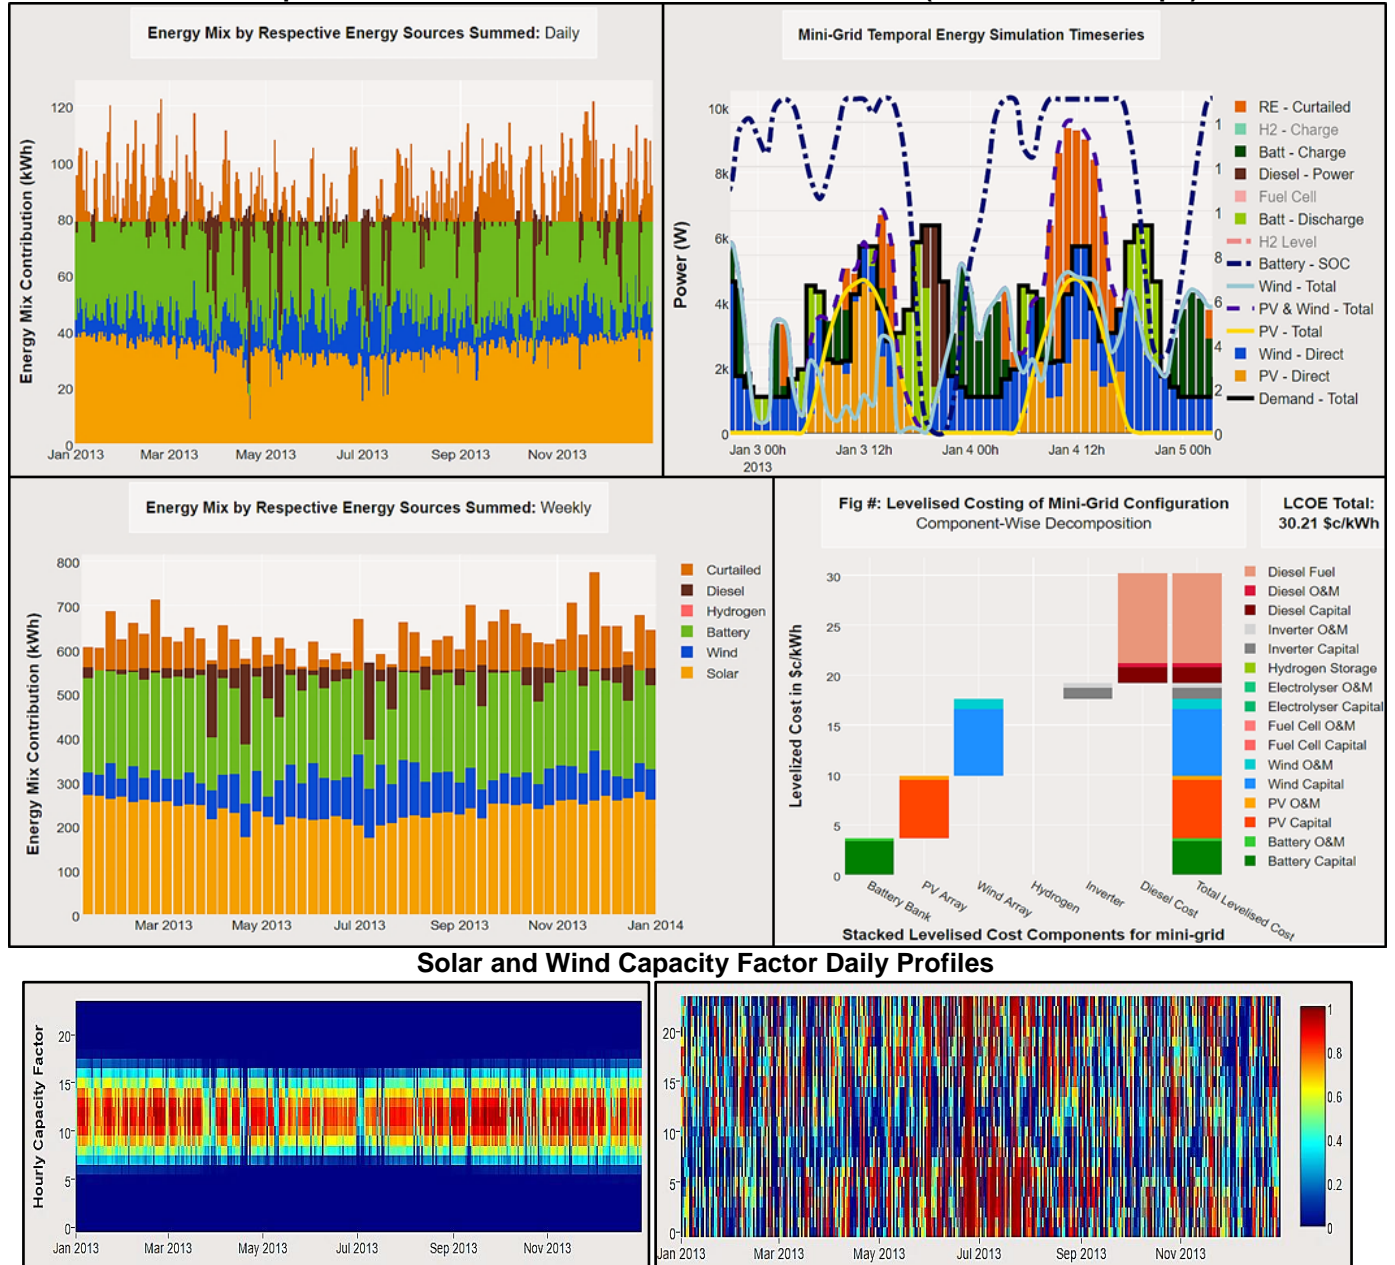 Energy Mix by Respective Energy Sources Summed: Daily
Energy Mix Contribution (kWh)
120
100
80
60
40
20
0
Jan 2013
Mar 2013
May 2013
Jul 2013
Sep 2013
Nov 2013
Mini-Grid Temporal Energy Simulation Timeseries
Power (W)
10k
8k
6k
4k
2k
0
1
1
1
8
6
4
2
0
Jan 3 00h
2013
Jan 3 12h
Jan 4 00h
Jan 4 12h
Jan 5 00h
RE - Curtailed
H2 - Charge
Batt - Charge
Diesel - Power
Fuel Cell
Batt - Discharge
H2 Level
Battery - SOC
Wind - Total
PV & Wind - Total
PV - Total
Wind - Direct
PV - Direct
Demand - Total
Energy Mix by Respective Energy Sources Summed: Weekly
Energy Mix Contribution (kWh)
800
700
600
500
400
300
200
100
0
Mar 2013
May 2013
Jul 2013
Sep 2013
Nov 2013
Jan 2014
Curtailed
Diesel
Hydrogen
Battery
Wind
Solar
Fig #: Levelised Costing of Mini-Grid Configuration
Component-Wise Decomposition
LCOE Total:
30.21 $c/kWh
Levelized Cost in $c/kWh
30
25
20
15
10
5
0
Battery Bank
PV Array
Wind Array
Hydrogen
Inverter
Diesel Cost
Total Levelised Cost
Stacked Levelised Cost Components for mini-grid
Diesel Fuel
Diesel O&M
Diesel Capital
Inverter O&M
Inverter Capital
Hydrogen Storage
Electrolyser O&M
Electrolyser Capital
Fuel Cell O&M
Fuel Cell Capital
Wind O&M
Wind Capital
PV O&M
PV Capital
Battery O&M
Battery Capital
Solar and Wind Capacity Factor Daily Profiles
Hourly Capacity Factor
20
15
10
5
0
Jan 2013
Mar 2013
May 2013
Jul 2013
Sep 2013
Nov 2013
20
15
10
5
0
Jan 2013
Mar 2013
May 2013
Jul 2013
Sep 2013
Nov 2013
1
0.8
0.6
0.4
0.2
0